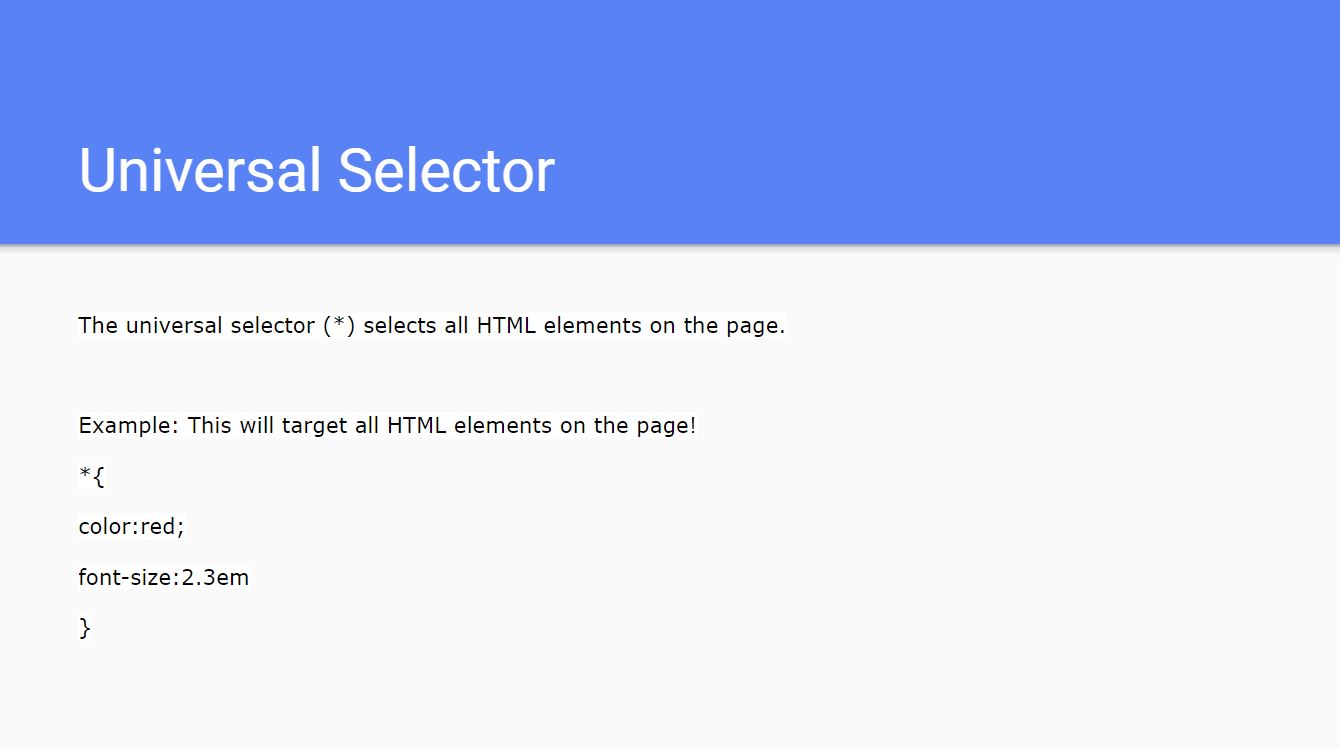 Universal Selector
The universal selector (*) selects all HTML elements on the page.
Example: This will target all HTML elements on the page!
*{
color:red;
font-size:2.3em
}